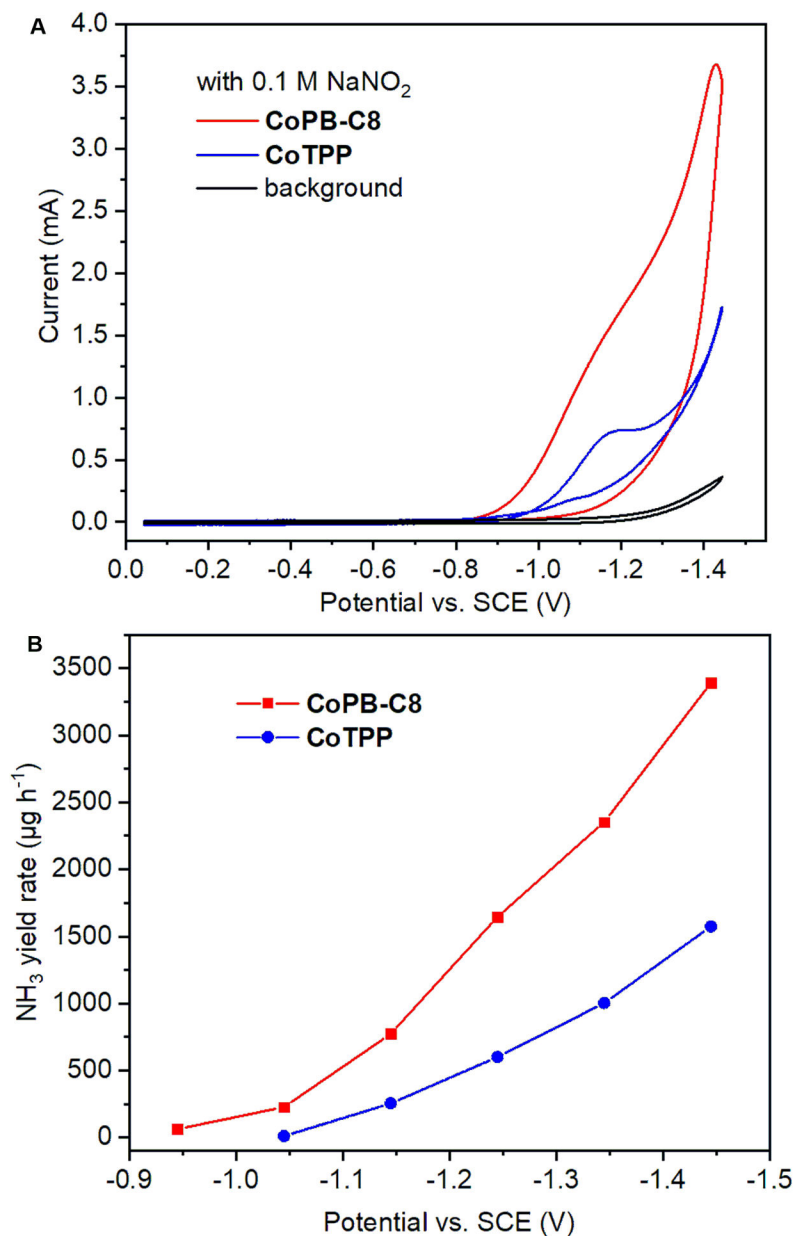 A
4.0
with 0.1 M NaNO2
3.5
CoPB-C8
3.0
CoTPP
background
2.5
Current (mA)
2.0
1.5
1.0
0.5
0.0
0.0 -0.2 -0.4 -0.6 -0.8 -1.0 -1.2 -1.4
Potential vs. SCE (V)
B
3500
CoPB-C8
3000
CoTPP
2500
NH₃ yield rate (µg h⁻¹)
2000
1500
1000
500
0
-0.9 -1.0 -1.1 -1.2 -1.3 -1.4 -1.5
Potential vs. SCE (V)